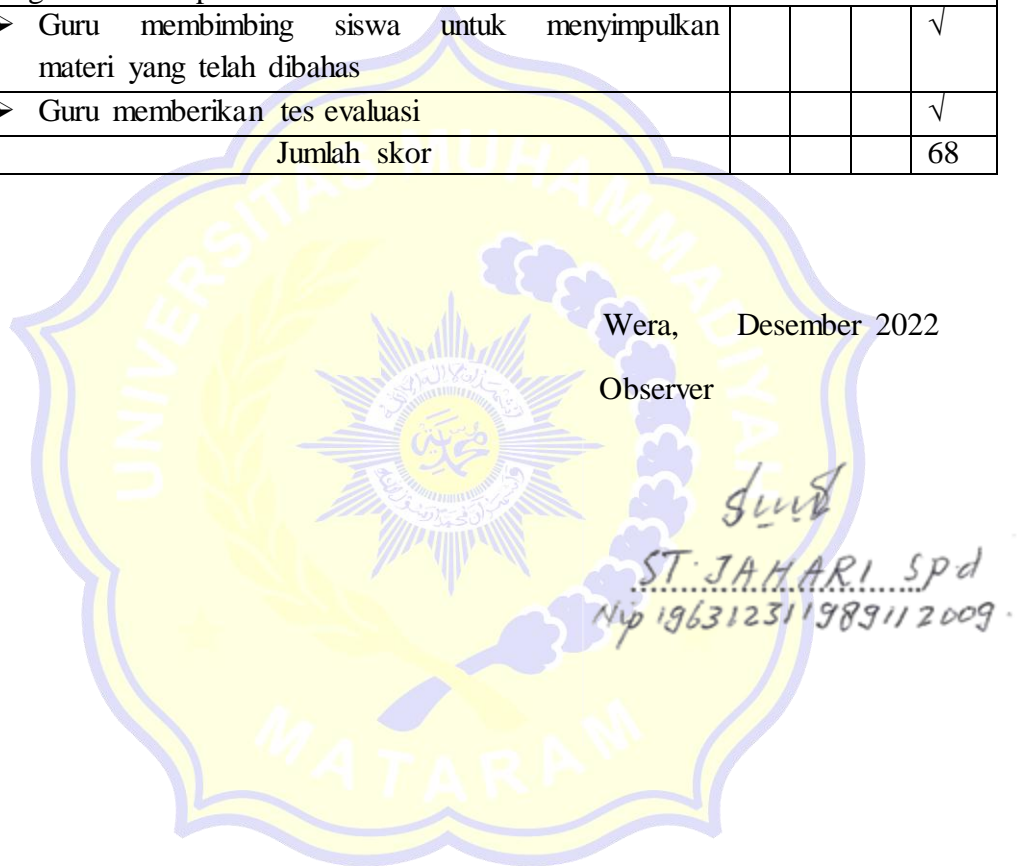 ➢ Guru membimbing siswa untuk menyimpulkan √
materi yang telah dibahas
➢ Guru memberikan tes evaluasi √
Jumlah skor 68
UNIVERSITAS MUHAMMADIYAH
MATARAM
Wera, Desember 2022
Observer
ST. JAHARI Spd
Nip 196312311989112009.